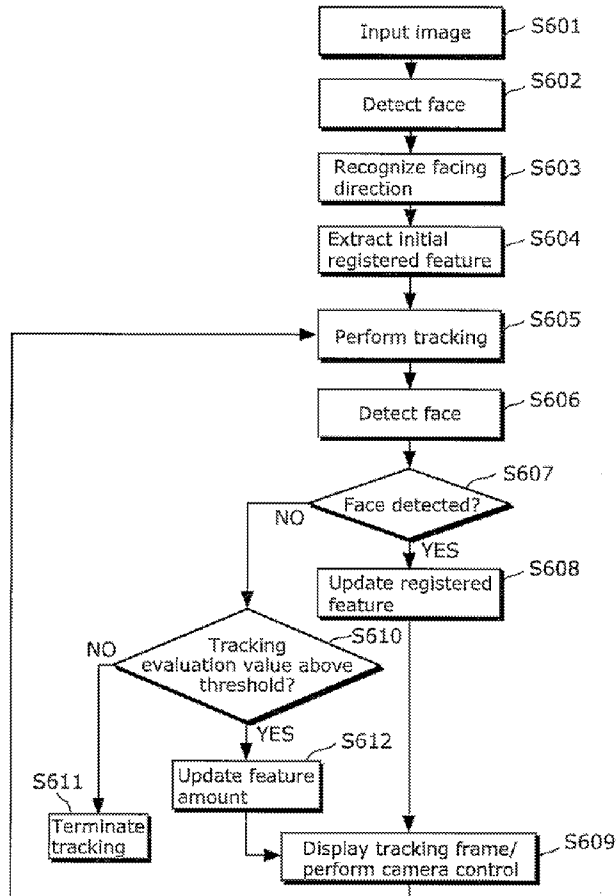 Input image
S601
Detect face
S602
Recognize facing
direction
S603
Extract initial
registered feature
S604
Perform tracking
S605
Detect face
S606
Face detected?
S607
NO
YES
Update registered
feature
S608
Tracking
evaluation value above
threshold?
S610
NO
YES
S611
Terminate
tracking
Update feature
amount
S612
Display tracking frame/
perform camera control
S609